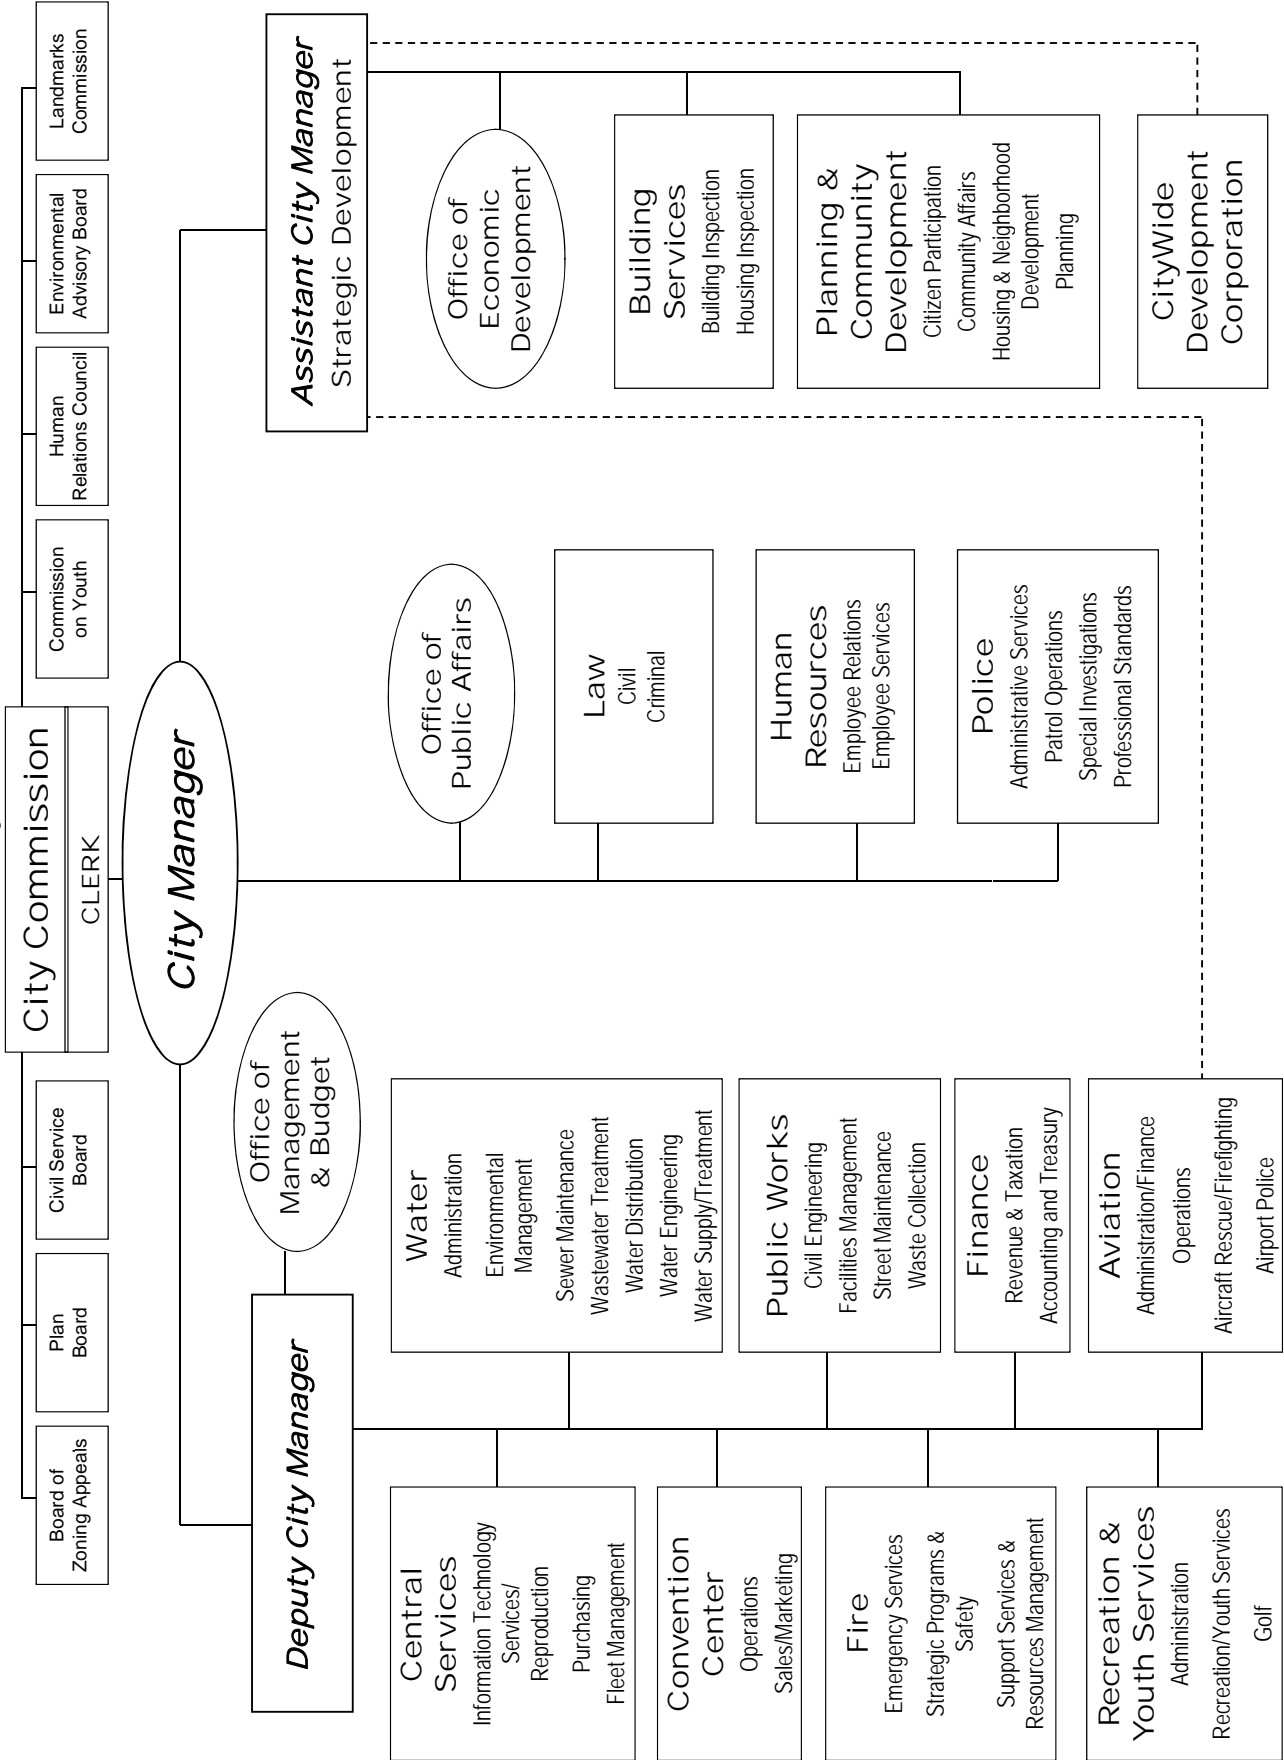 City Commission
CLERK
Board of
Zoning Appeals
Plan
Board
Civil Service
Board
Commission
on Youth
Human
Relations Council
Environmental
Advisory Board
Landmarks
Commission
City Manager
Deputy City Manager
Office of
Management
& Budget
Central
Services
Information Technology
Services/
Reproduction
Purchasing
Fleet Management
Convention
Center
Operations
Sales/Marketing
Fire
Emergency Services
Strategic Programs &
Safety
Support Services &
Resources Management
Recreation &
Youth Services
Administration
Recreation/Youth Services
Golf
Water
Administration
Environmental
Management
Sewer Maintenance
Wastewater Treatment
Water Distribution
Water Engineering
Water Supply/Treatment
Public Works
Civil Engineering
Facilities Management
Street Maintenance
Waste Collection
Finance
Revenue & Taxation
Accounting and Treasury
Aviation
Administration/Finance
Operations
Aircraft Rescue/Firefighting
Airport Police
Office of
Public Affairs
Law
Civil
Criminal
Human
Resources
Employee Relations
Employee Services
Police
Administrative Services
Patrol Operations
Special Investigations
Professional Standards
Assistant City Manager
Strategic Development
Office of
Economic
Development
Building
Services
Building Inspection
Housing Inspection
Planning &
Community
Development
Citizen Participation
Community Affairs
Housing & Neighborhood
Development
Planning
CityWide
Development
Corporation